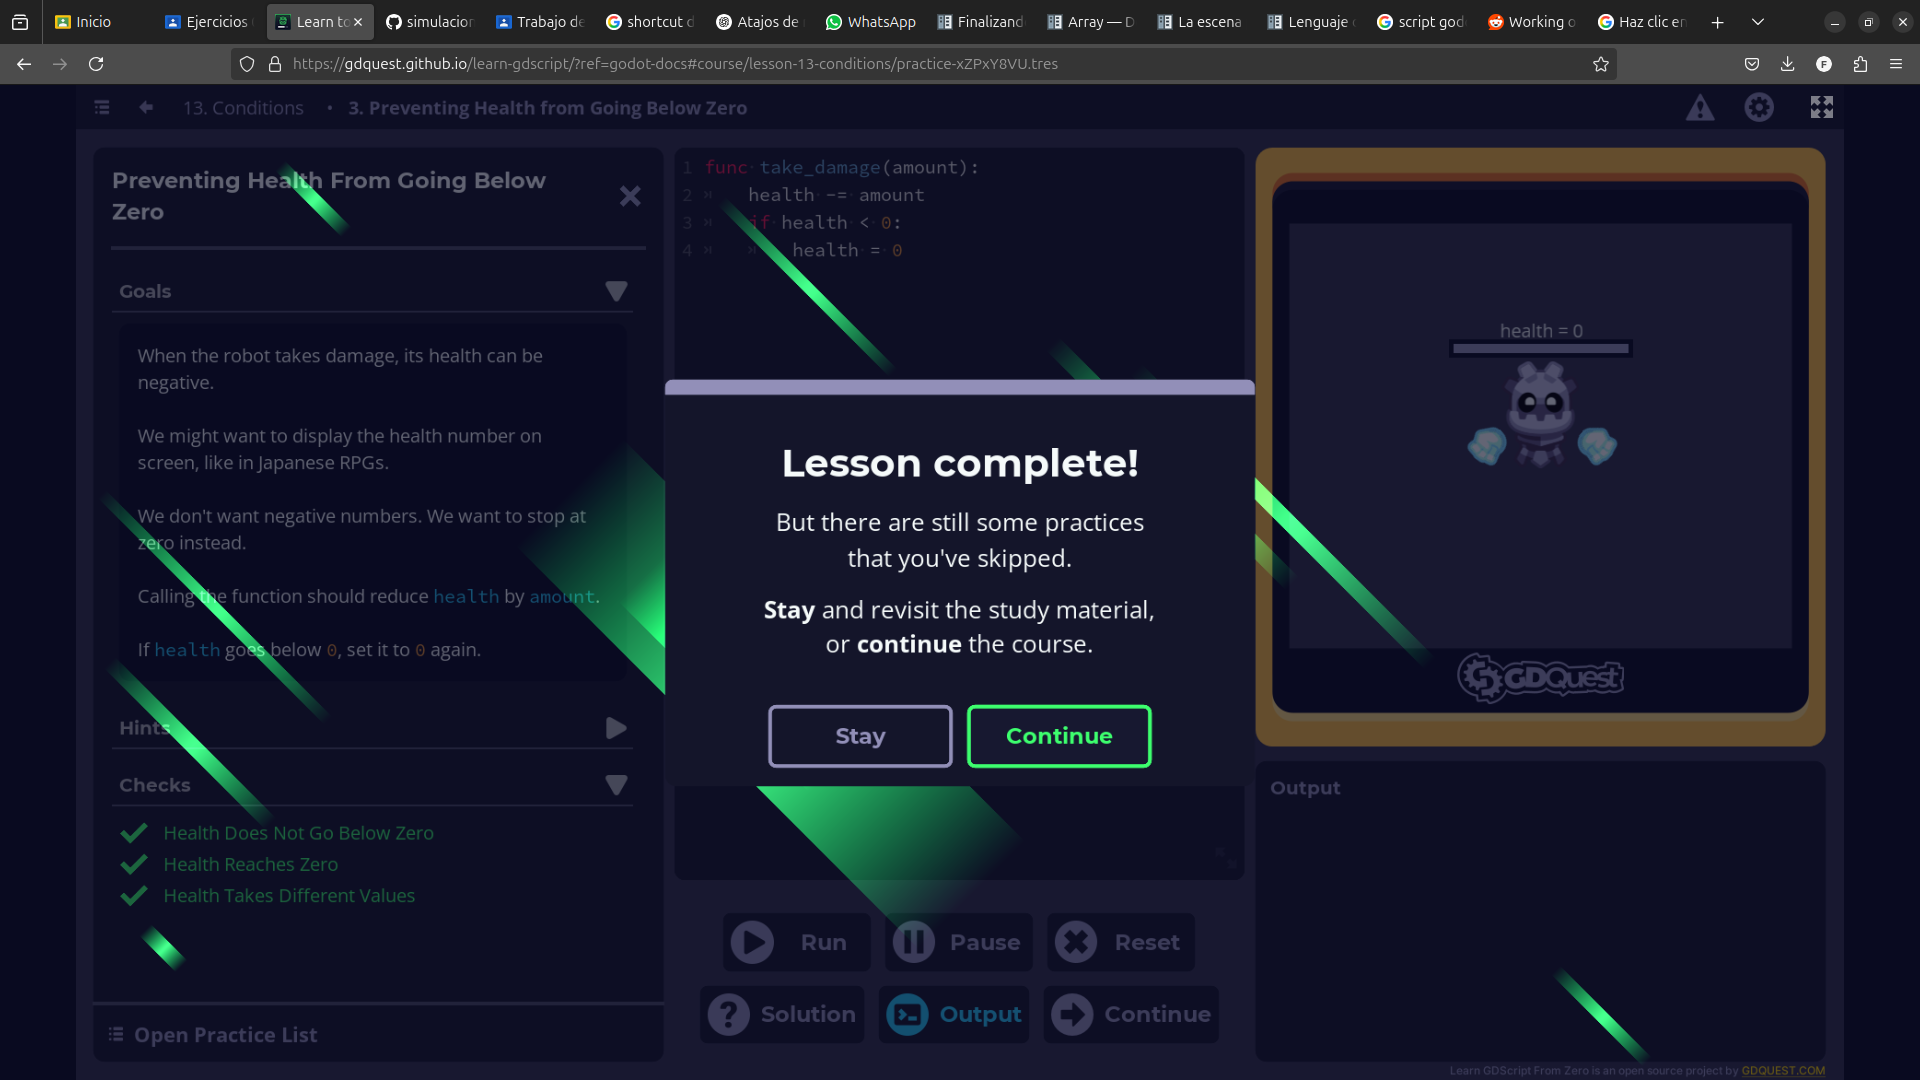 Inicio
Ejercicios
Learn to
simulacion
Trabajo de
shortcut d
Atajos de
WhatsApp
Finalizand
Array — D
La escena
Lenguaje
script god
Working o
Haz clic en
https://gdquest.github.io/learn-gdscript/?ref=godot-docs#course/lesson-13-conditions/practice-xZPxY8VU.tres
13. Conditions • 3. Preventing Health from Going Below Zero
Preventing Health From Going Below
Zero
Goals
When the robot takes damage, its health can be
negative.
We might want to display the health number on
screen, like in Japanese RPGs.
We don't want negative numbers. We want to stop at
zero instead.
Calling the function should reduce health by amount.
If health goes below 0, set it to 0 again.
Hints
Checks
Health Does Not Go Below Zero
Health Reaches Zero
Health Takes Different Values
Open Practice List
1 func take_damage(amount):
2 health -= amount
3 if health < 0:
4 health = 0
Lesson complete!
But there are still some practices
that you've skipped.
Stay and revisit the study material,
or continue the course.
Stay
Continue
Run
Pause
Reset
Solution
Output
Continue
health = 0
GDQuest
Output
Learn GDScript From Zero is an open source project by GDQUEST.COM